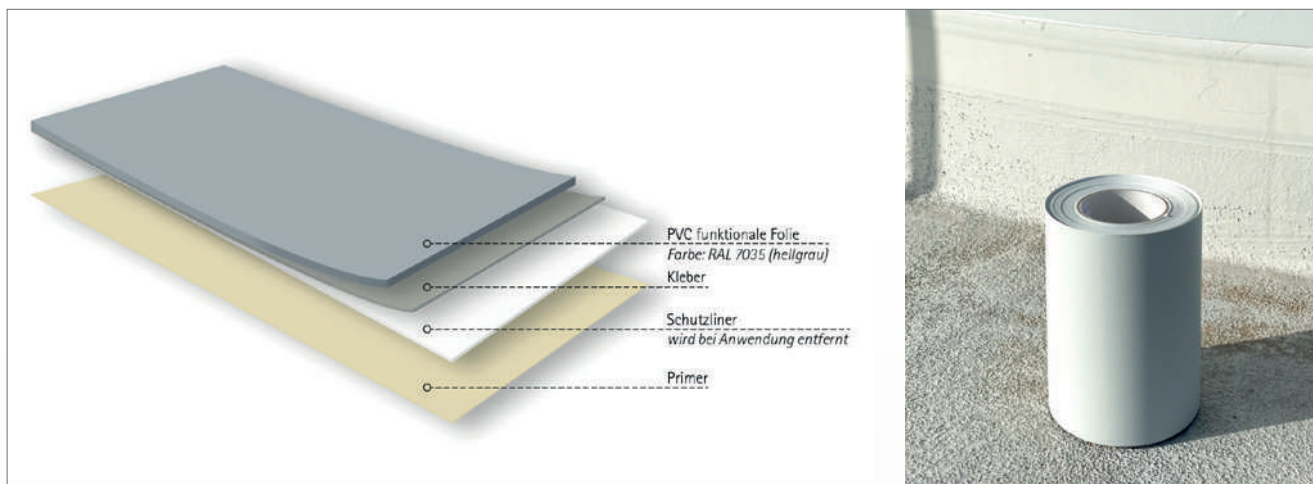 PVC funktionale Folie
Farbe: RAL 7035 (hellgrau)
Kleber
Schutzliner
wird bei Anwendung entfernt
Primer